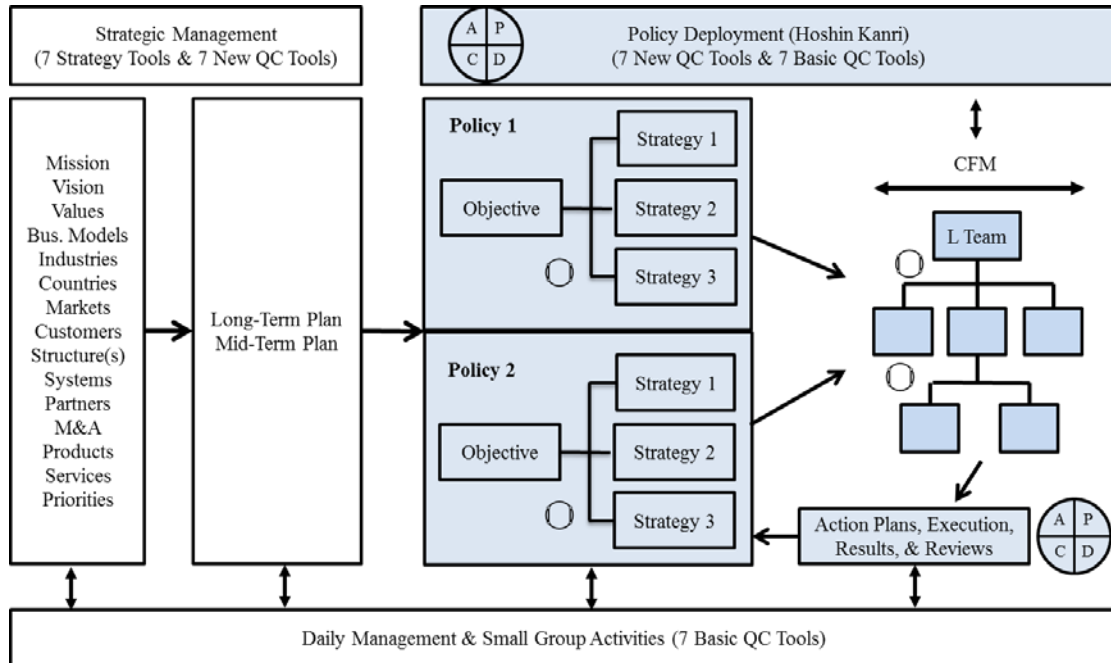 Strategic Management
(7 Strategy Tools & 7 New QC Tools)
A P
C D
Policy Deployment (Hoshin Kanri)
(7 New QC Tools & 7 Basic QC Tools)
Mission
Vision
Values
Bus. Models
Industries
Countries
Markets
Customers
Structure(s)
Systems
Partners
M&A
Products
Services
Priorities
Long-Term Plan
Mid-Term Plan
Policy 1
Objective
Strategy 1
Strategy 2
Strategy 3
Policy 2
Objective
Strategy 1
Strategy 2
Strategy 3
CFM
L Team
Action Plans, Execution,
Results, & Reviews
A P
C D
Daily Management & Small Group Activities (7 Basic QC Tools)